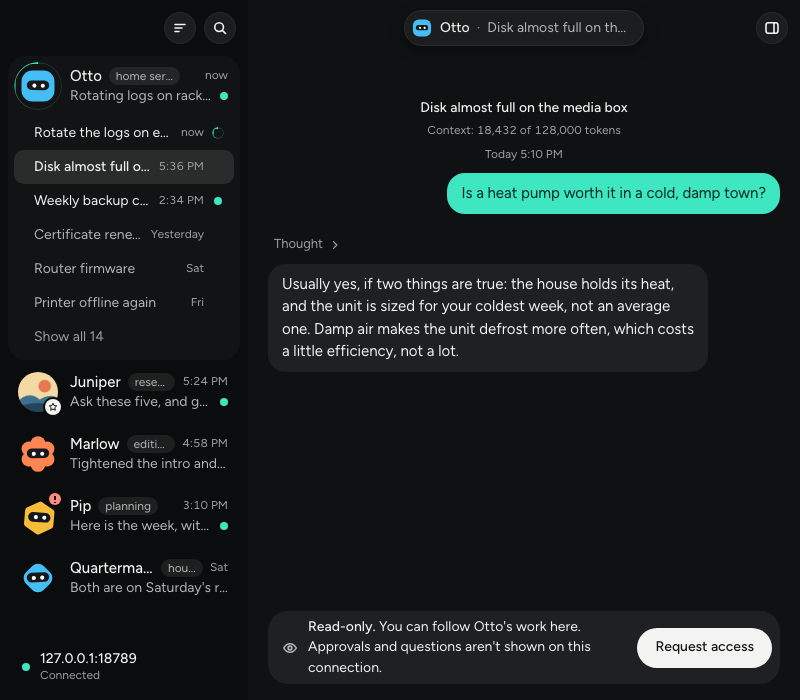 Otto home ser... now
Rotating logs on rack...
Rotate the logs on e... now
Disk almost full o... 5:36 PM
Weekly backup c... 2:34 PM
Certificate rene... Yesterday
Router firmware Sat
Printer offline again Fri
Show all 14
Juniper rese... 5:24 PM
Ask these five, and g...
Marlow editi... 4:58 PM
Tightened the intro and...
Pip planning 3:10 PM
Here is the week, wit...
Quarterma... hou... Sat
Both are on Saturday's r...
127.0.0.1:18789
Connected
Otto · Disk almost full on th...
Disk almost full on the media box
Context: 18,432 of 128,000 tokens
Today 5:10 PM
Is a heat pump worth it in a cold, damp town?
Thought
Usually yes, if two things are true: the house holds its heat,
and the unit is sized for your coldest week, not an average
one. Damp air makes the unit defrost more often, which costs
a little efficiency, not a lot.
Read-only. You can follow Otto's work here.
Approvals and questions aren't shown on this
connection.
Request access